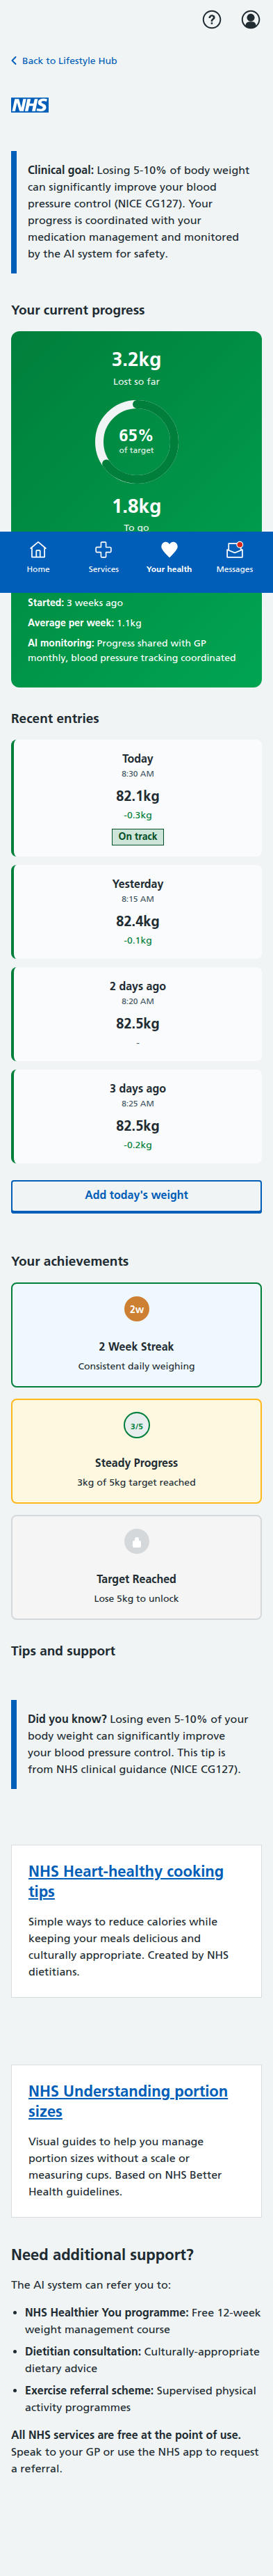 ?
Back to Lifestyle Hub
NHS
Clinical goal: Losing 5-10% of body weight
can significantly improve your blood
pressure control (NICE CG127). Your
progress is coordinated with your
medication management and monitored
by the AI system for safety.
Your current progress
3.2kg
Lost so far
65%
of target
1.8kg
To go
Home
Services
Your health
Messages
Started: 3 weeks ago
Average per week: 1.1kg
AI monitoring: Progress shared with GP
monthly, blood pressure tracking coordinated
Recent entries
Today
8:30 AM
82.1kg
-0.3kg
On track
Yesterday
8:15 AM
82.4kg
-0.1kg
2 days ago
8:20 AM
82.5kg
-
3 days ago
8:25 AM
82.5kg
-0.2kg
Add today's weight
Your achievements
2w
2 Week Streak
Consistent daily weighing
3/5
Steady Progress
3kg of 5kg target reached
Target Reached
Lose 5kg to unlock
Tips and support
Did you know? Losing even 5-10% of your
body weight can significantly improve
your blood pressure control. This tip is
from NHS clinical guidance (NICE CG127).
NHS Heart-healthy cooking
tips
Simple ways to reduce calories while
keeping your meals delicious and
culturally appropriate. Created by NHS
dietitians.
NHS Understanding portion
sizes
Visual guides to help you manage
portion sizes without a scale or
measuring cups. Based on NHS Better
Health guidelines.
Need additional support?
The AI system can refer you to:
• NHS Healthier You programme: Free 12-week
weight management course
• Dietitian consultation: Culturally-appropriate
dietary advice
• Exercise referral scheme: Supervised physical
activity programmes
All NHS services are free at the point of use.
Speak to your GP or use the NHS app to request
a referral.